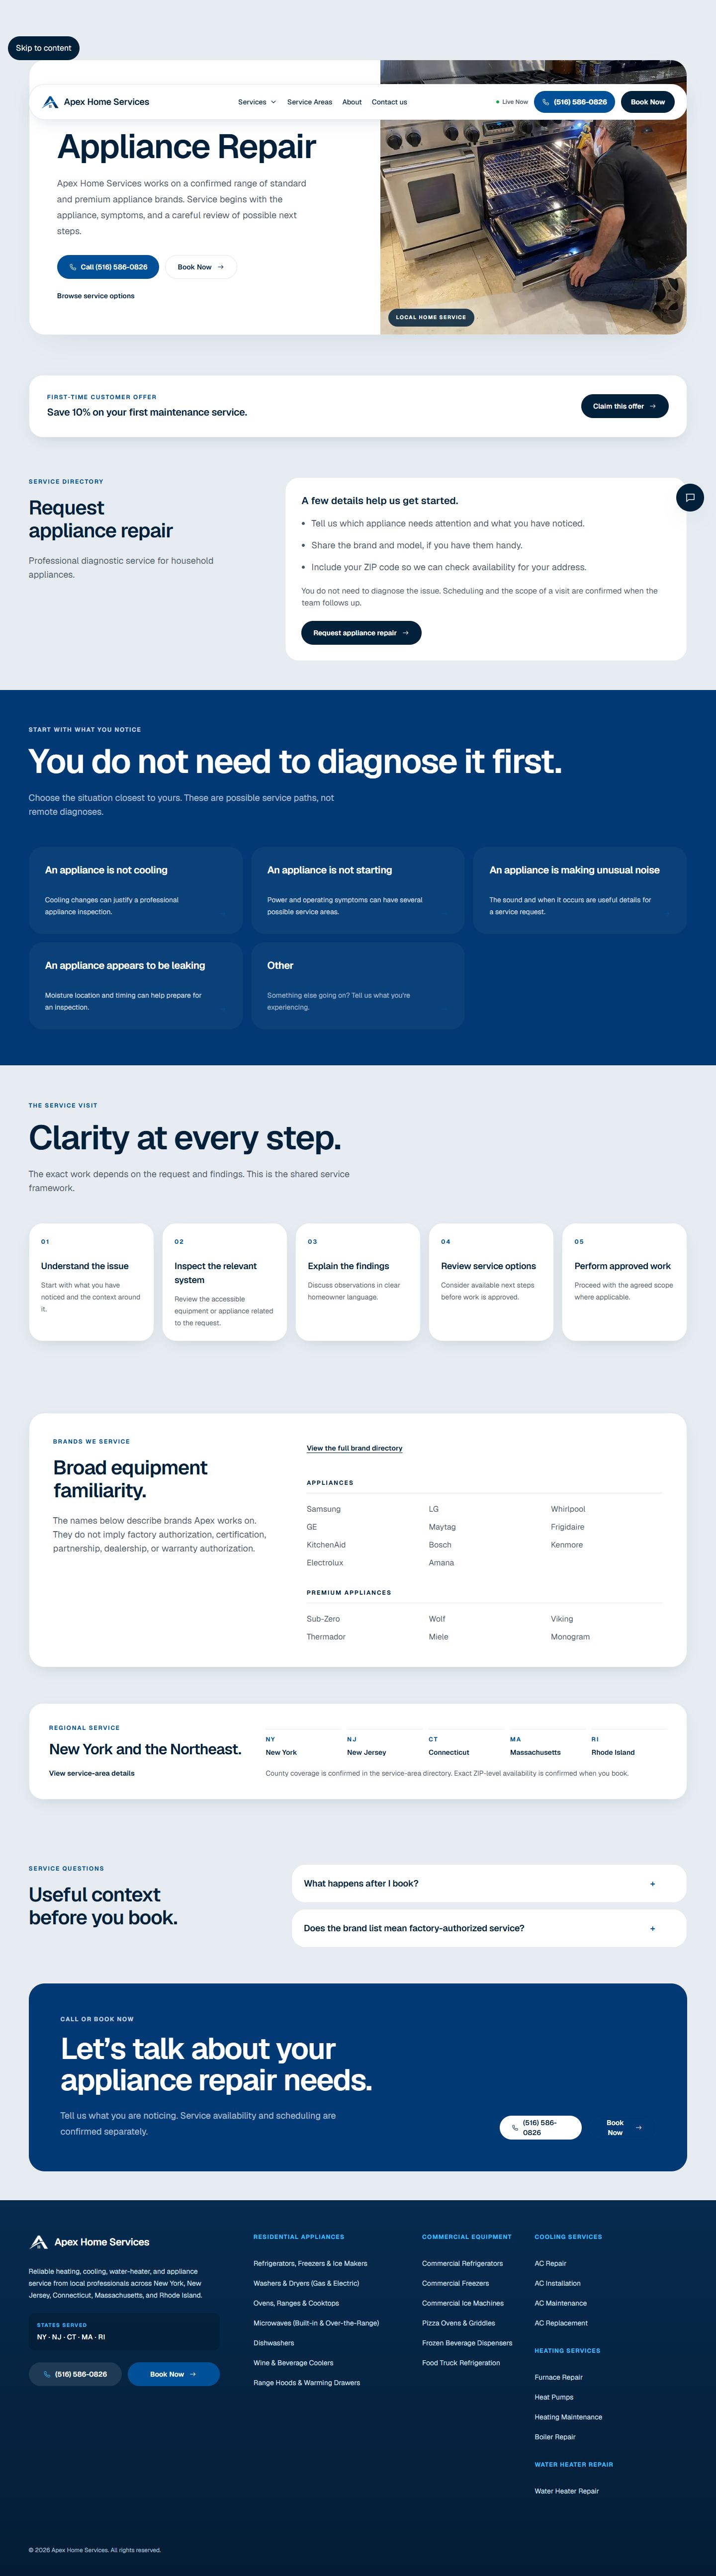 Skip to content
Apex Home Services
Services
Service Areas
About
Contact us
Live Now
(516) 586-0826
Book Now
Appliance Repair
Apex Home Services works on a confirmed range of standard
and premium appliance brands. Service begins with the
appliance, symptoms, and a careful review of possible next
steps.
Call (516) 586-0826
Book Now
Browse service options
LOCAL HOME SERVICE
FIRST-TIME CUSTOMER OFFER
Save 10% on your first maintenance service.
Claim this offer
SERVICE DIRECTORY
Request
appliance repair
Professional diagnostic service for household
appliances.
A few details help us get started.
Tell us which appliance needs attention and what you have noticed.
Share the brand and model, if you have them handy.
Include your ZIP code so we can check availability for your address.
You do not need to diagnose the issue. Scheduling and the scope of a visit are confirmed when the
team follows up.
Request appliance repair
START WITH WHAT YOU NOTICE
You do not need to diagnose it first.
Choose the situation closest to yours. These are possible service paths, not
remote diagnoses.
An appliance is not cooling
Cooling changes can justify a professional
appliance inspection.
An appliance is not starting
Power and operating symptoms can have several
possible service areas.
An appliance is making unusual noise
The sound and when it occurs are useful details for
a service request.
An appliance appears to be leaking
Moisture location and timing can help prepare for
an inspection.
Other
Something else going on? Tell us what you're
experiencing.
THE SERVICE VISIT
Clarity at every step.
The exact work depends on the request and findings. This is the shared service
framework.
01
Understand the issue
Start with what you have
noticed and the context around
it.
02
Inspect the relevant
system
Review the accessible
equipment or appliance related
to the request.
03
Explain the findings
Discuss observations in clear
homeowner language.
04
Review service options
Consider available next steps
before work is approved.
05
Perform approved work
Proceed with the agreed scope
where applicable.
BRANDS WE SERVICE
Broad equipment
familiarity.
The names below describe brands Apex works on.
They do not imply factory authorization, certification,
partnership, dealership, or warranty authorization.
View the full brand directory
APPLIANCES
Samsung
LG
Whirlpool
GE
Maytag
Frigidaire
KitchenAid
Bosch
Kenmore
Electrolux
Amana
PREMIUM APPLIANCES
Sub-Zero
Wolf
Viking
Thermador
Miele
Monogram
REGIONAL SERVICE
New York and the Northeast.
View service-area details
NY
New York
NJ
New Jersey
CT
Connecticut
MA
Massachusetts
RI
Rhode Island
County coverage is confirmed in the service-area directory. Exact ZIP-level availability is confirmed when you book.
SERVICE QUESTIONS
Useful context
before you book.
What happens after I book?
+
Does the brand list mean factory-authorized service?
+
CALL OR BOOK NOW
Let’s talk about your
appliance repair needs.
Tell us what you are noticing. Service availability and scheduling are
confirmed separately.
(516) 586-
0826
Book
Now
Apex Home Services
Reliable heating, cooling, water-heater, and appliance
service from local professionals across New York, New
Jersey, Connecticut, Massachusetts, and Rhode Island.
STATES SERVED
NY · NJ · CT · MA · RI
(516) 586-0826
Book Now
RESIDENTIAL APPLIANCES
Refrigerators, Freezers & Ice Makers
Washers & Dryers (Gas & Electric)
Ovens, Ranges & Cooktops
Microwaves (Built-in & Over-the-Range)
Dishwashers
Wine & Beverage Coolers
Range Hoods & Warming Drawers
COMMERCIAL EQUIPMENT
Commercial Refrigerators
Commercial Freezers
Commercial Ice Machines
Pizza Ovens & Griddles
Frozen Beverage Dispensers
Food Truck Refrigeration
COOLING SERVICES
AC Repair
AC Installation
AC Maintenance
AC Replacement
HEATING SERVICES
Furnace Repair
Heat Pumps
Heating Maintenance
Boiler Repair
WATER HEATER REPAIR
Water Heater Repair
© 2026 Apex Home Services. All rights reserved.